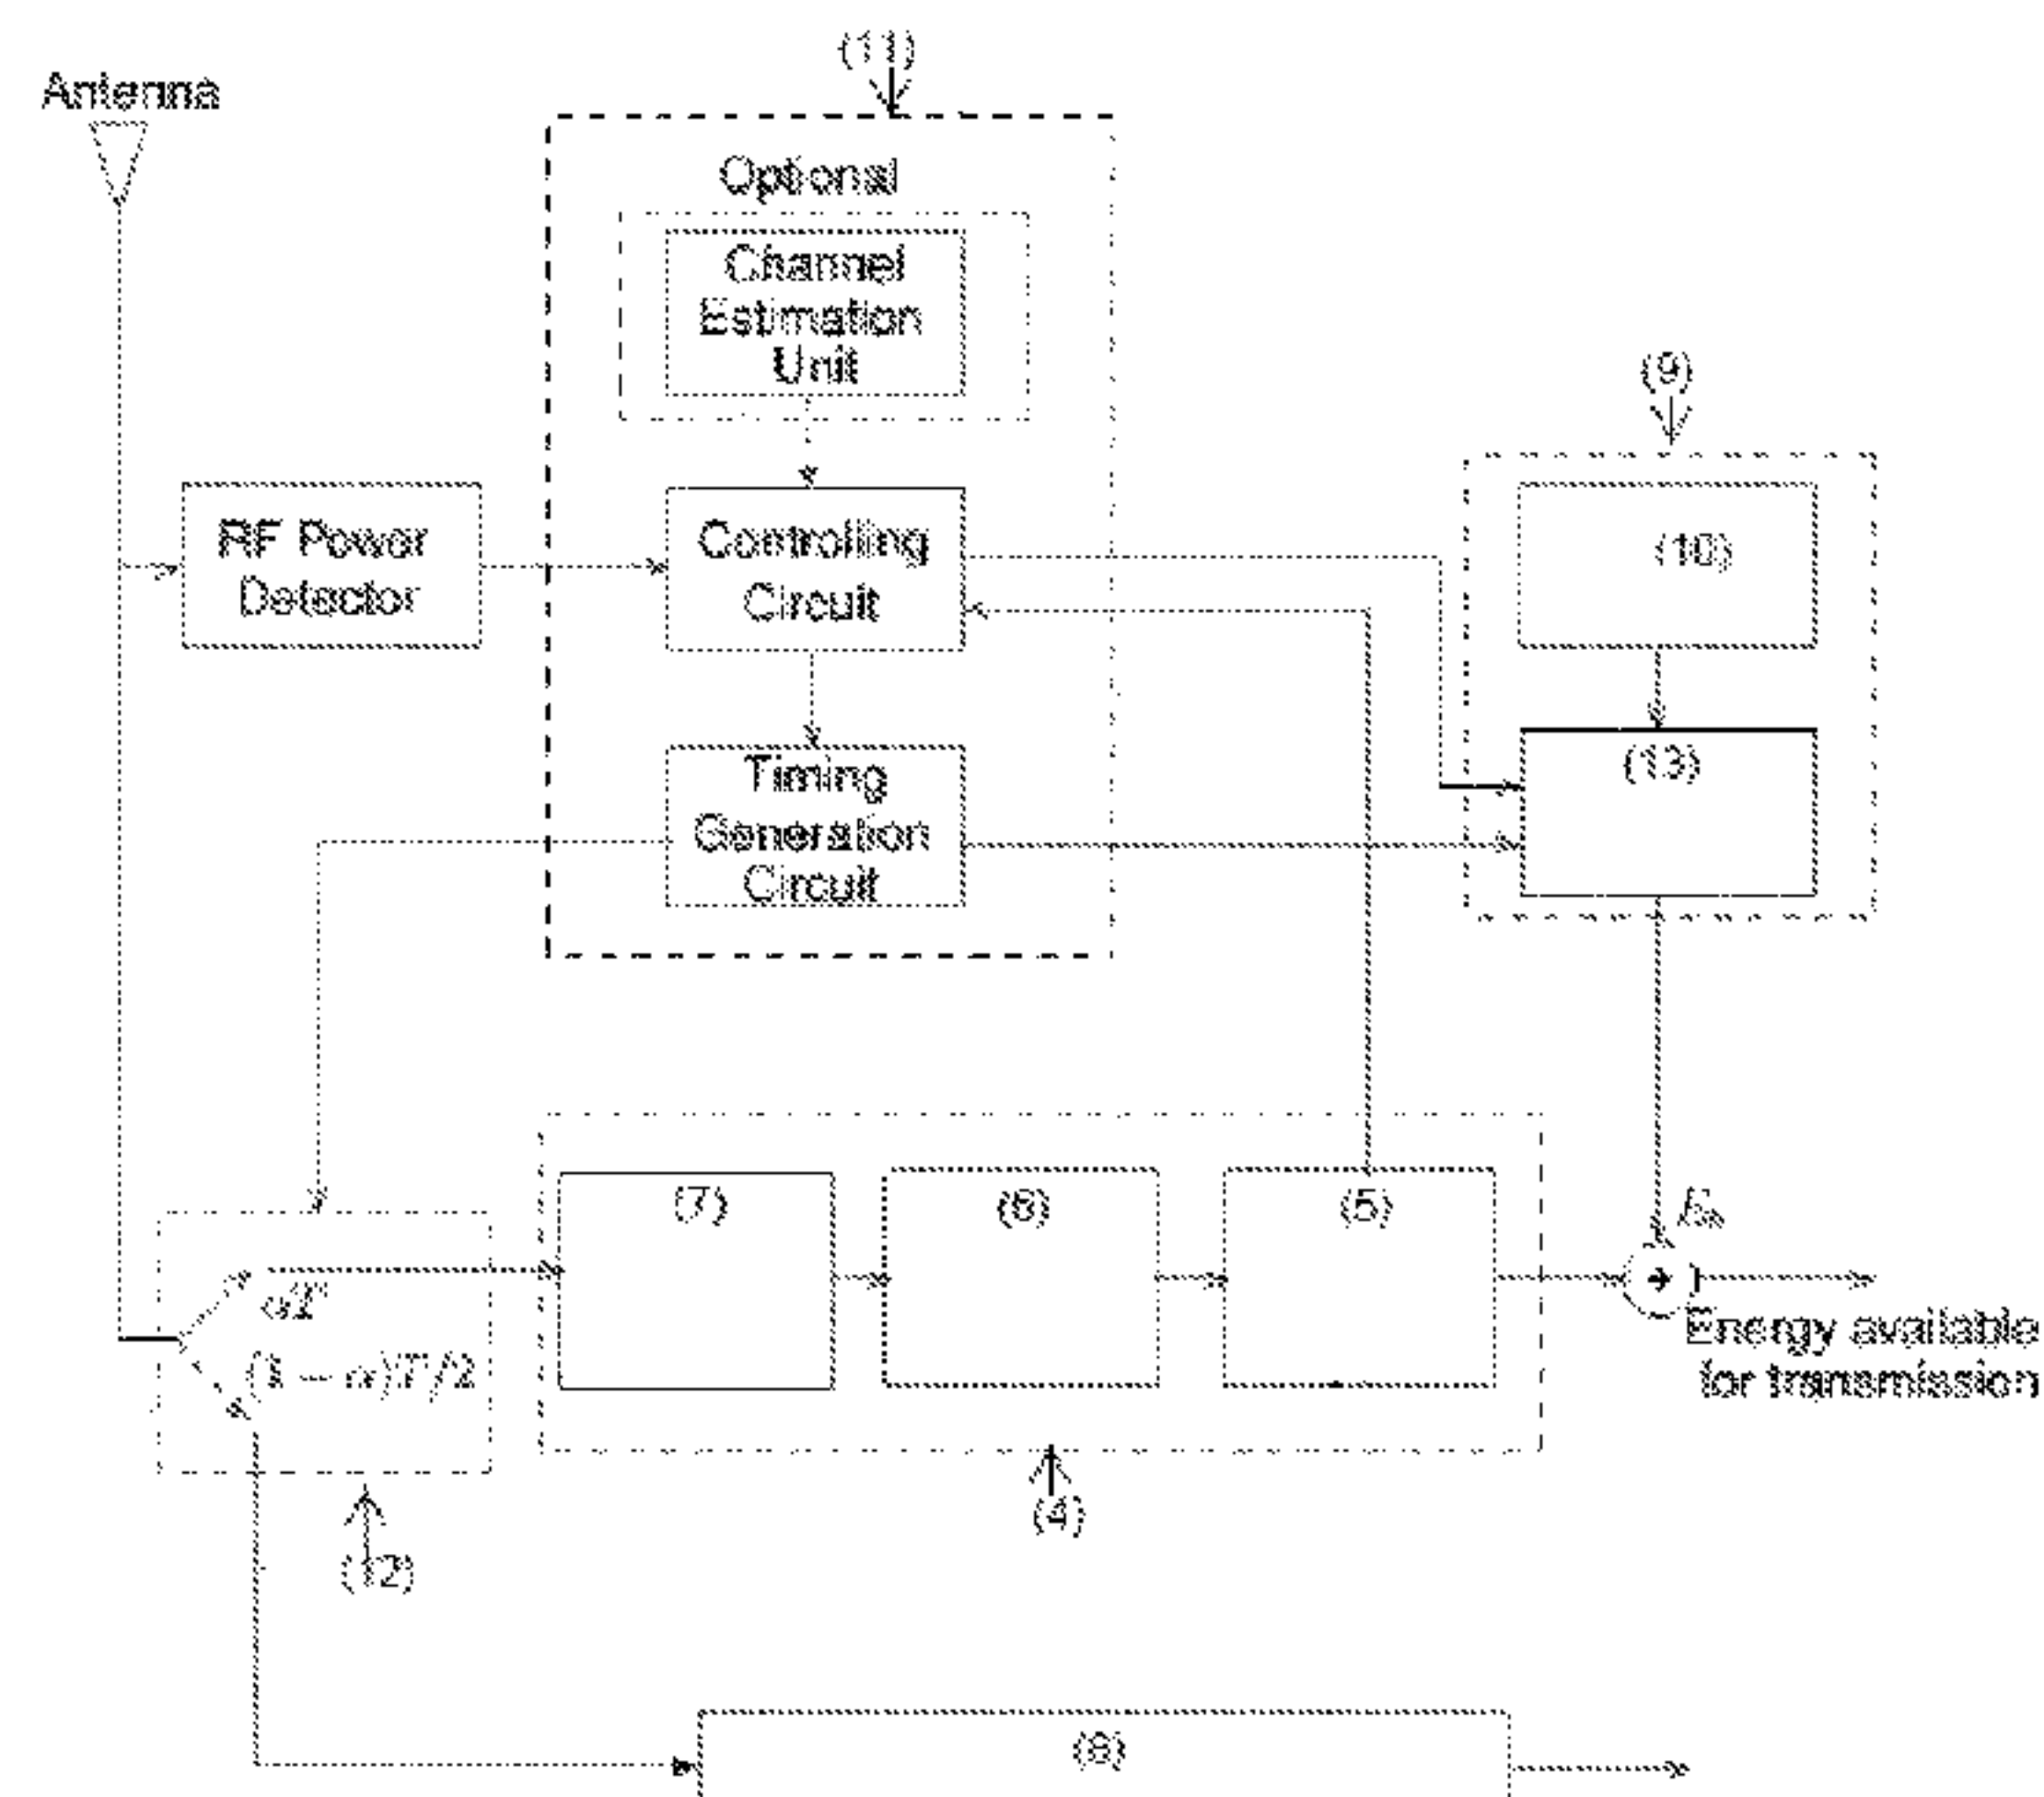 (11)
Antenna
Optional
Channel
Estimation
Unit
(9)
RF Power
Detector
Controlling
Circuit
(10)
(13)
Timing
Generation
Circuit
(7)
(6)
(5)
αT
(1 − α)T/2
Energy available
for transmission
(4)
(12)
(8)